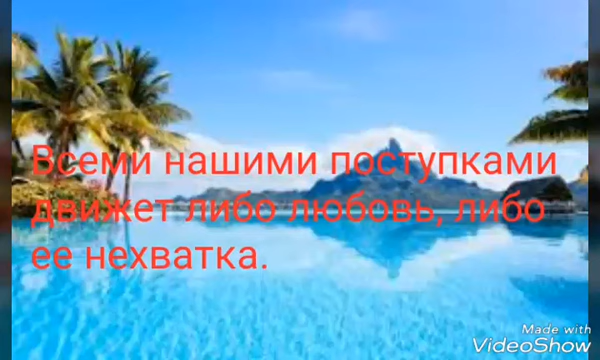 Всеми нашими поступками
движет либо любовь, либо
ее нехватка.
Made with
VideoShow